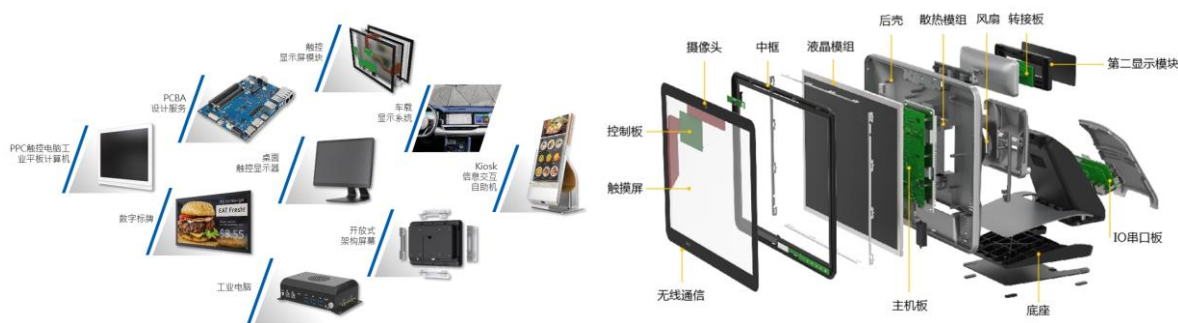 触控
显示屏模块
PCBA
设计服务
车载
显示系统
PPC触控电脑工
业平板计算机
桌面
触控显示器
Kiosk
信息交互
自助机
数字标牌
EAT Fresh!
$8.55
开放式
架构屏幕
工业电脑
后壳
散热模组
风扇
转接板
摄像头
中框
液晶模组
第二显示模块
控制板
触摸屏
主机板
IO串口板
无线通信
底座